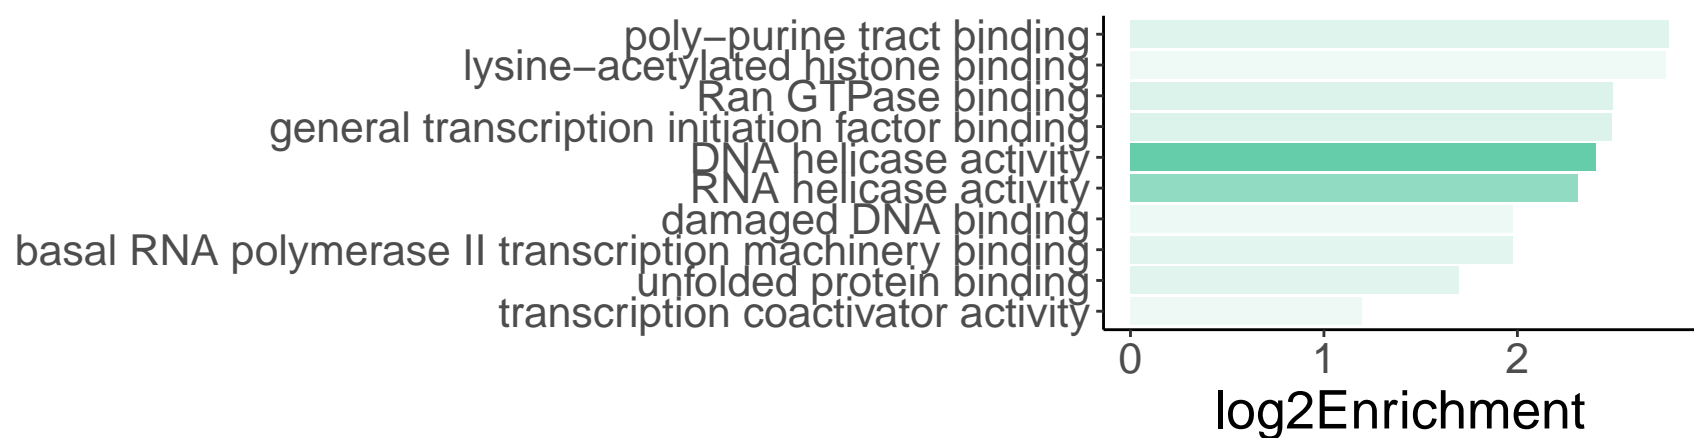 poly−purine tract binding
lysine−acetylated histone binding
Ran GTPase binding
general transcription initiation factor binding
DNA helicase activity
RNA helicase activity
damaged DNA binding
basal RNA polymerase II transcription machinery binding
unfolded protein binding
transcription coactivator activity
0 1 2
log2Enrichment